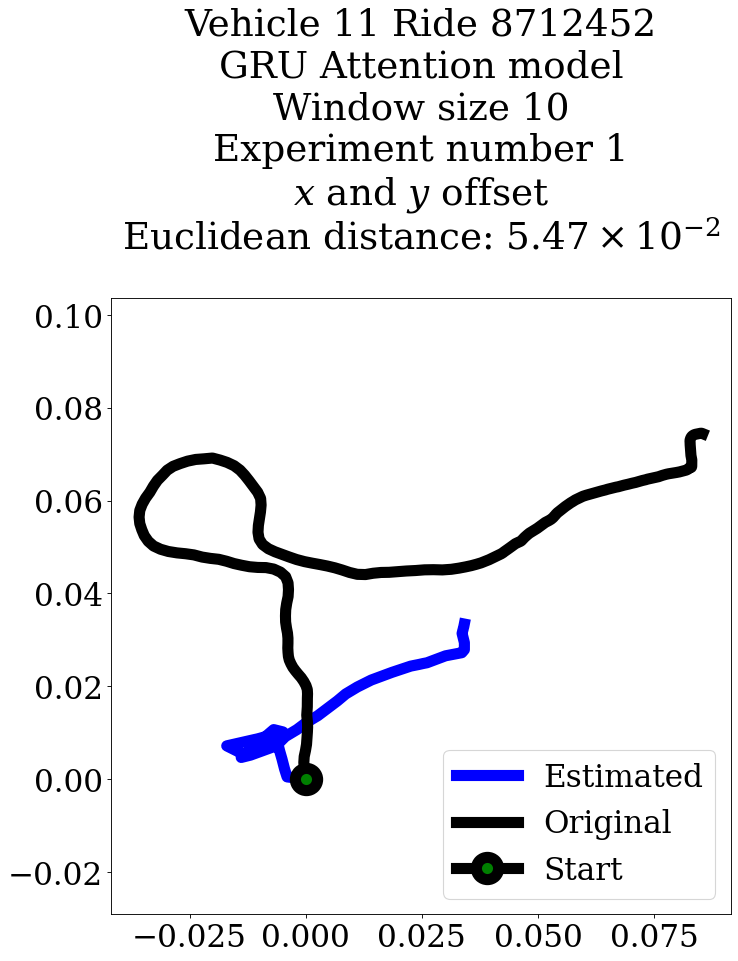 Vehicle 11 Ride 8712452
GRU Attention model
Window size 10
Experiment number 1
x and y offset
Euclidean distance: 5.47 × 10⁻²
0.10
0.08
0.06
0.04
0.02
0.00
−0.02
Estimated
Original
Start
−0.025 0.000 0.025 0.050 0.075